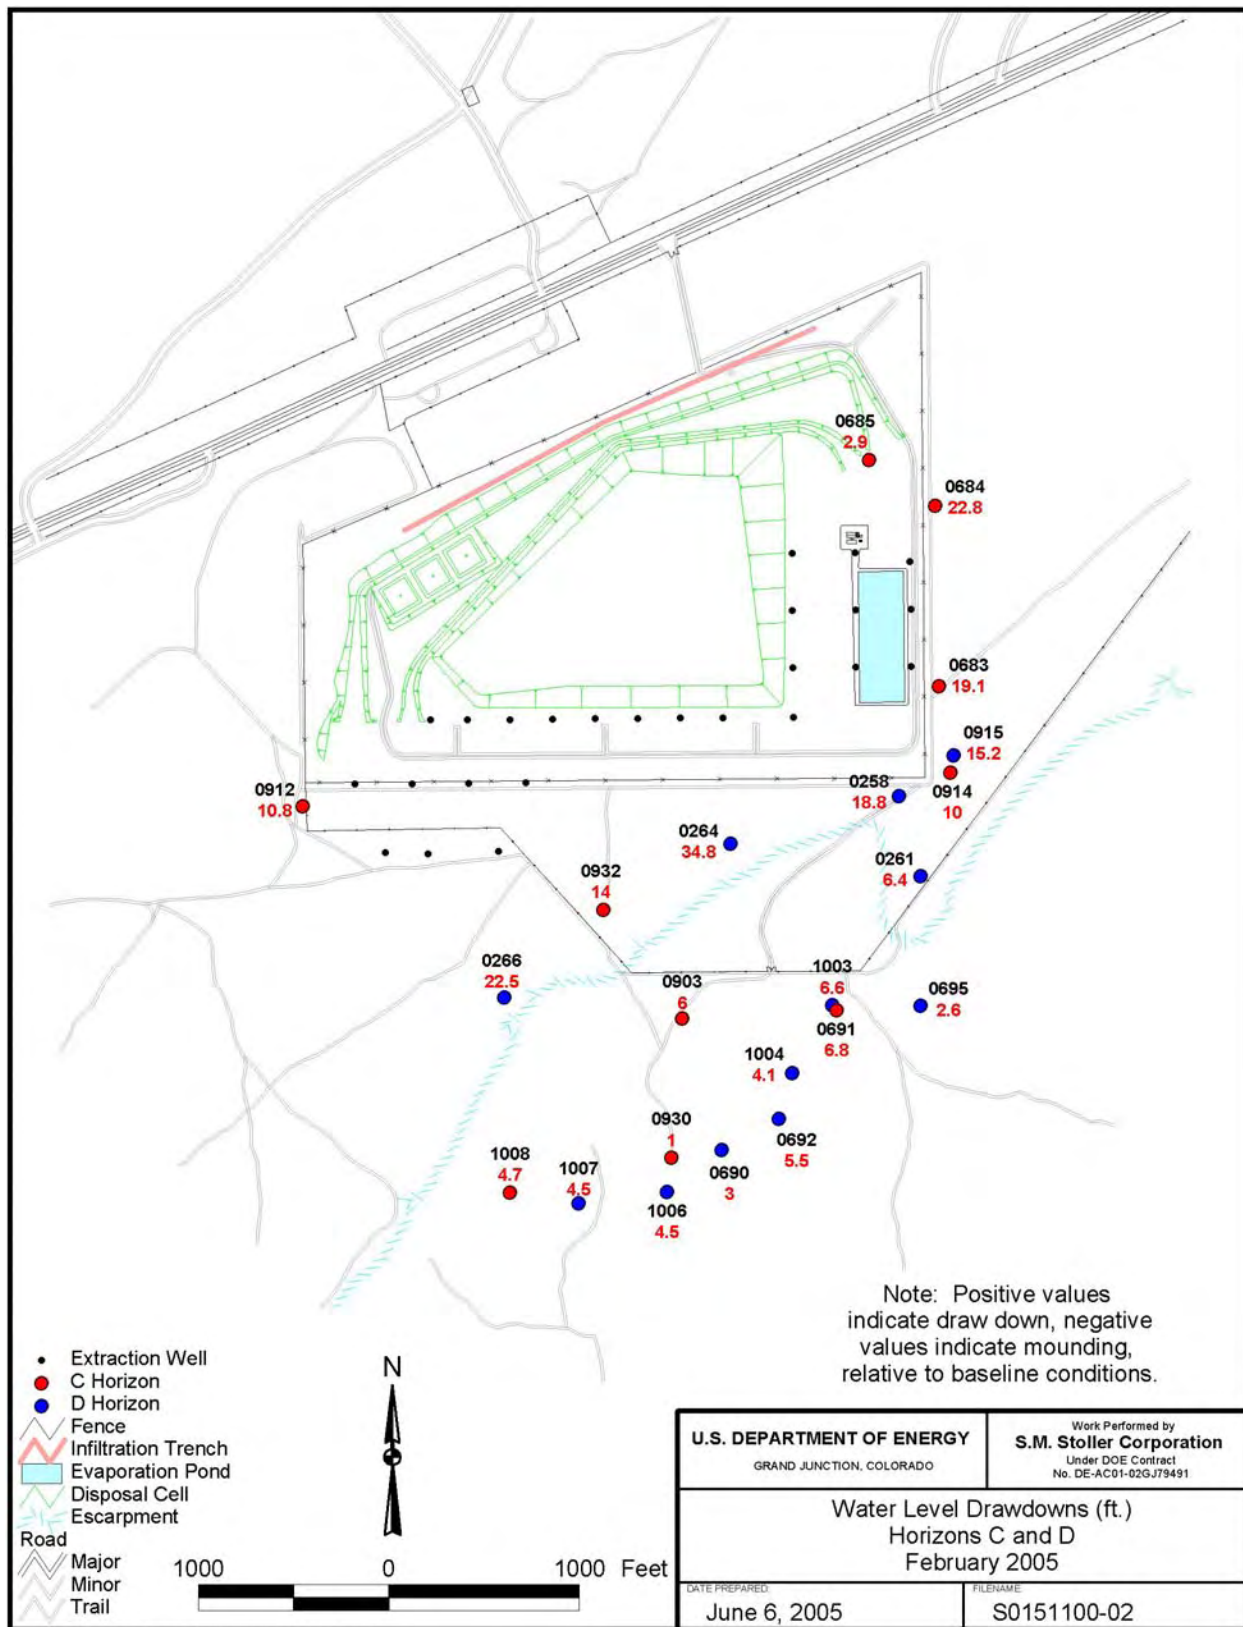 0685
2.9
0684
22.8
0683
19.1
0915
15.2
0258
18.8
0914
10
0912
10.8
0264
34.8
0261
6.4
0932
14
0266
22.5
0903
6
1003
6.6
0691
6.8
0695
2.6
1004
4.1
0692
5.5
0930
1
0690
3
1008
4.7
1007
4.5
1006
4.5
Note: Positive values
indicate draw down, negative
values indicate mounding,
relative to baseline conditions.
Extraction Well
C Horizon
D Horizon
Fence
Infiltration Trench
Evaporation Pond
Disposal Cell
Escarpment
Road
Major
Minor
Trail
N
1000 0 1000 Feet
U.S. DEPARTMENT OF ENERGY
GRAND JUNCTION, COLORADO
Work Performed by
S.M. Stoller Corporation
Under DOE Contract
No. DE-AC01-02GJ79491
Water Level Drawdowns (ft.)
Horizons C and D
February 2005
DATE PREPARED:
June 6, 2005
FILENAME:
S0151100-02